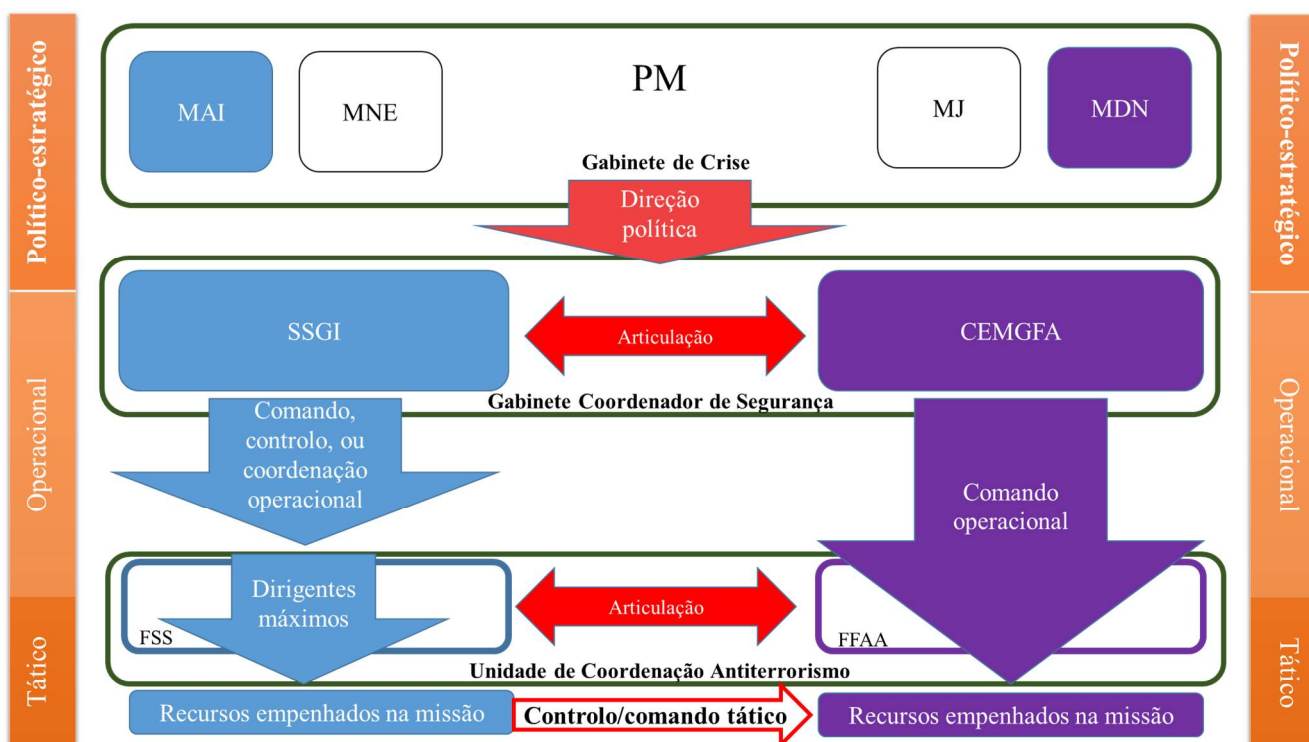 Político-estratégico
Operacional
Tático
MAI
MNE
PM
MJ
MDN
Gabinete de Crise
Direção
política
SSGI
Articulação
CEMGFA
Gabinete Coordenador de Segurança
Comando,
controlo, ou
coordenação
operacional
Comando
operacional
Dirigentes
máximos
FSS
Articulação
FFAA
Unidade de Coordenação Antiterrorismo
Recursos empenhados na missão
Controlo/comando tático
Recursos empenhados na missão
Político-estratégico
Operacional
Tático